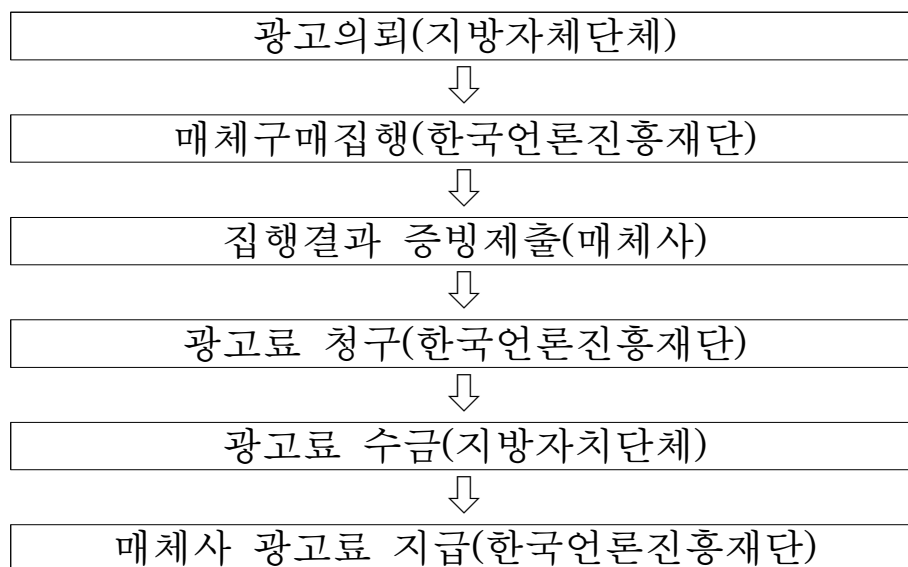 광고의뢰(지방자체단체)
매체구매집행(한국언론진흥재단)
집행결과 증빙제출(매체사)
광고료 청구(한국언론진흥재단)
광고료 수금(지방자치단체)
매체사 광고료 지급(한국언론진흥재단)